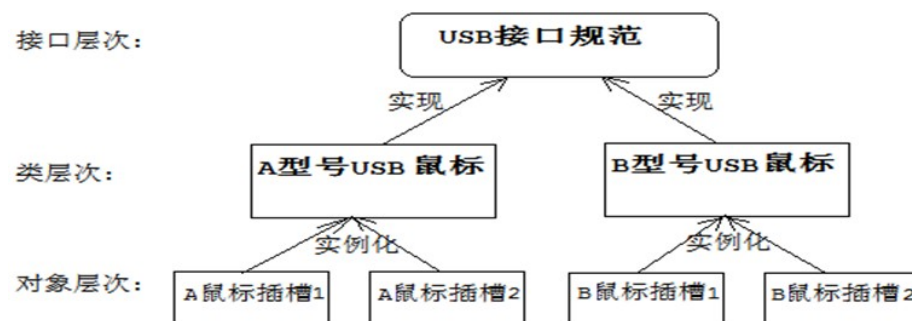 接口层次：
USB接口规范
实现
实现
类层次：
A型号USB 鼠标
B型号USB 鼠标
实例化
实例化
对象层次：
A鼠标插槽1
A鼠标插槽2
B鼠标插槽1
B鼠标插槽2